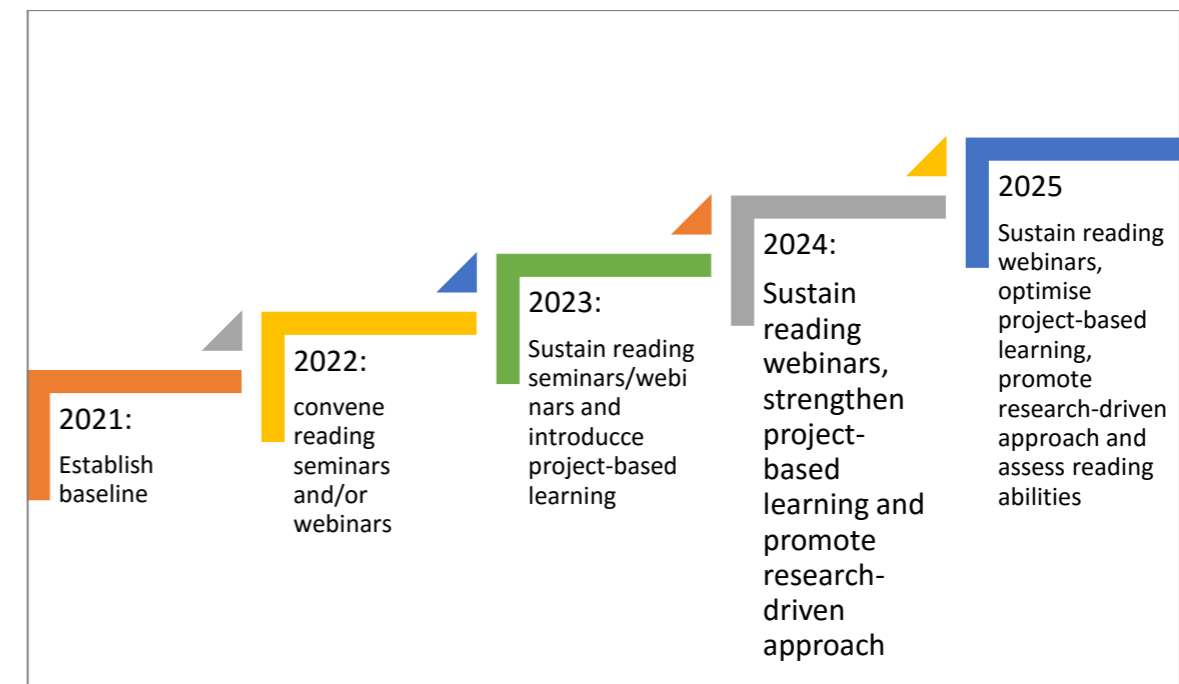 2021:
Establish
baseline
2022:
convene
reading
seminars
and/or
webinars
2023:
Sustain reading
seminars/webi
nars and
introducce
project-based
learning
2024:
Sustain
reading
webinars,
strengthen
project-
based
learning and
promote
research-
driven
approach
2025
Sustain reading
webinars,
optimise
project-based
learning,
promote
research-driven
approach and
assess reading
abilities